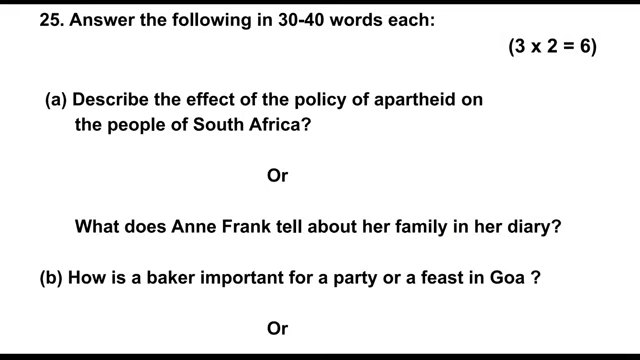 25. Answer the following in 30-40 words each:
(3 x 2 = 6)
(a) Describe the effect of the policy of apartheid on
the people of South Africa?
Or
What does Anne Frank tell about her family in her diary?
(b) How is a baker important for a party or a feast in Goa ?
Or